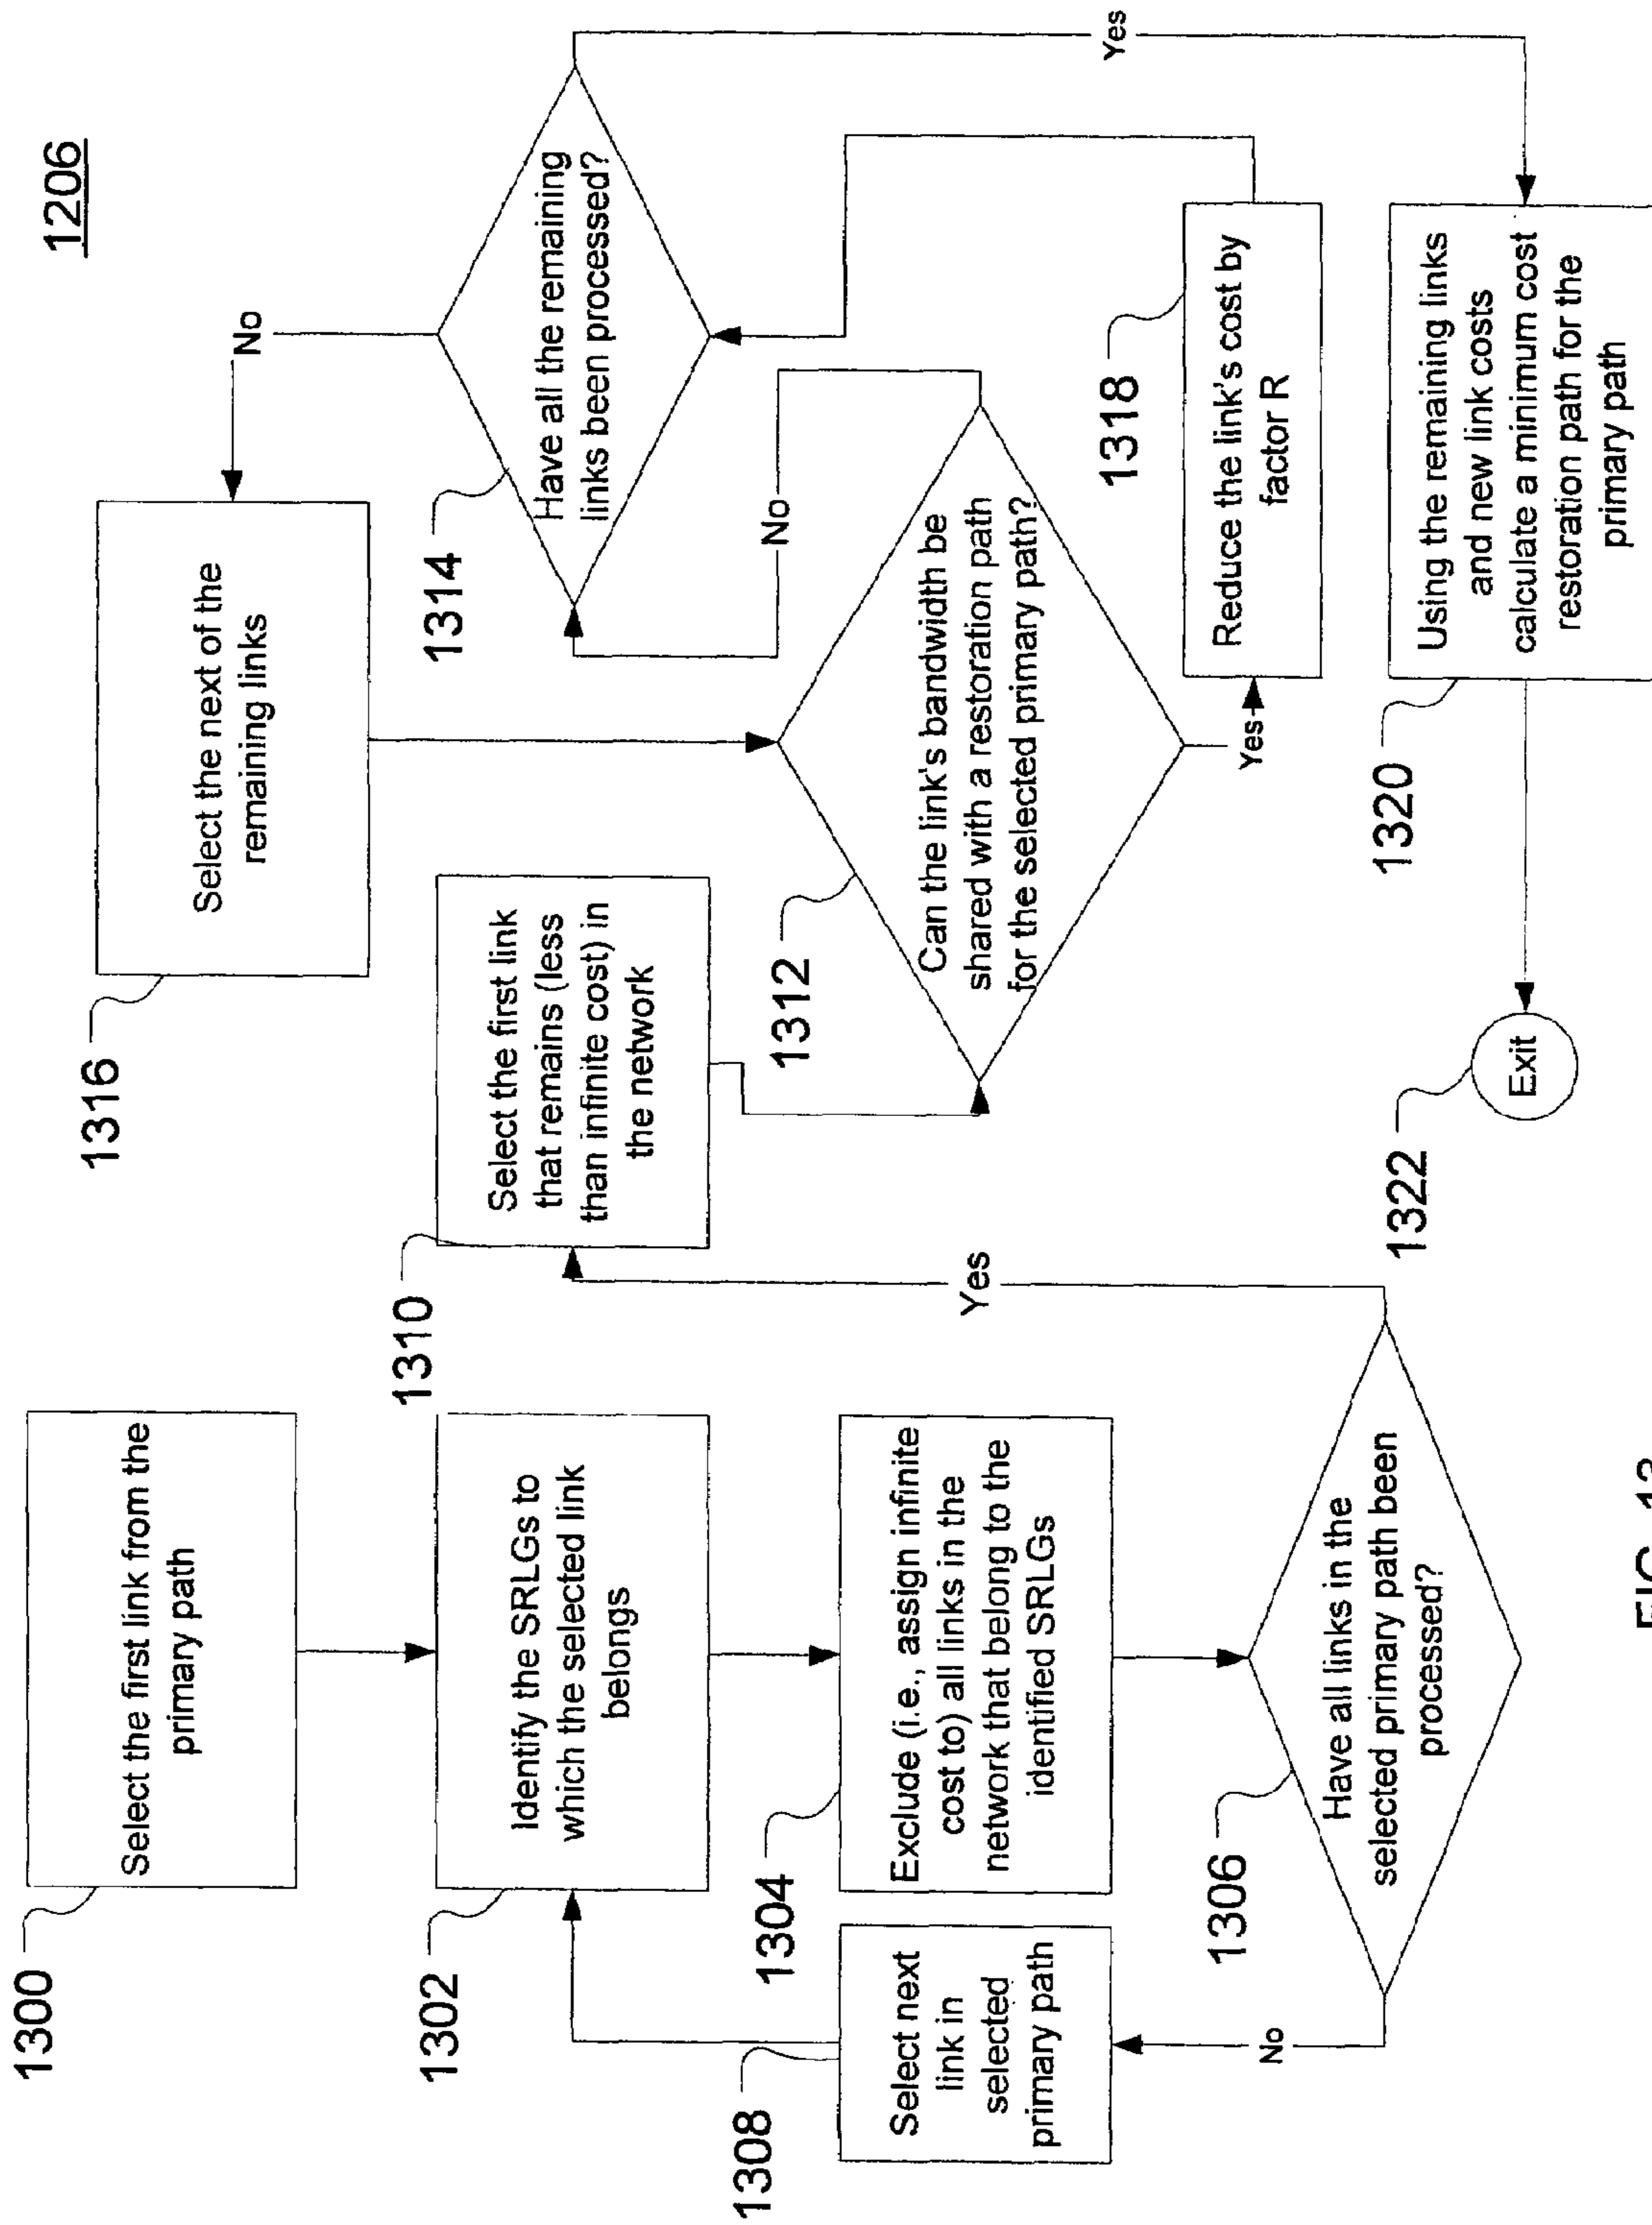 1206
1300
Select the first link from the
primary path
1302
Identify the SRLGs to
which the selected link
belongs
1304
Exclude (i.e., assign infinite
cost to) all links in the
network that belong to the
identified SRLGs
1308
Select next
link in
selected
primary path
1306
Have all links in the
selected primary path been
processed?
No
Yes
1310
Select the first link
that remains (less
than infinite cost) in
the network
1316
Select the next of the
remaining links
No
1314
Have all the remaining
links been processed?
Yes
1312
Can the link's bandwidth be
shared with a restoration path
for the selected primary path?
No
Yes
1318
Reduce the link's cost by
factor R
1320
Using the remaining links
and new link costs
calculate a minimum cost
restoration path for the
primary path
1322
Exit
FIG. 13